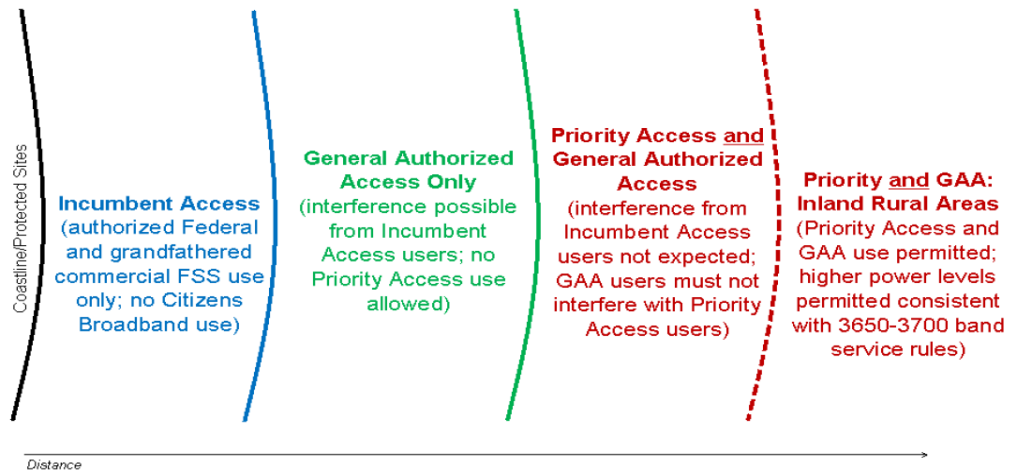 Coastline/Protected Sites
Incumbent Access
(authorized Federal
and grandfathered
commercial FSS use
only; no Citizens
Broadband use)
General Authorized
Access Only
(interference possible
from Incumbent
Access users; no
Priority Access use
allowed)
Priority Access and
General Authorized
Access
(interference from
Incumbent Access
users not expected;
GAA users must not
interfere with Priority
Access users)
Priority and GAA:
Inland Rural Areas
(Priority Access and
GAA use permitted;
higher power levels
permitted consistent
with 3650-3700 band
service rules)
Distance